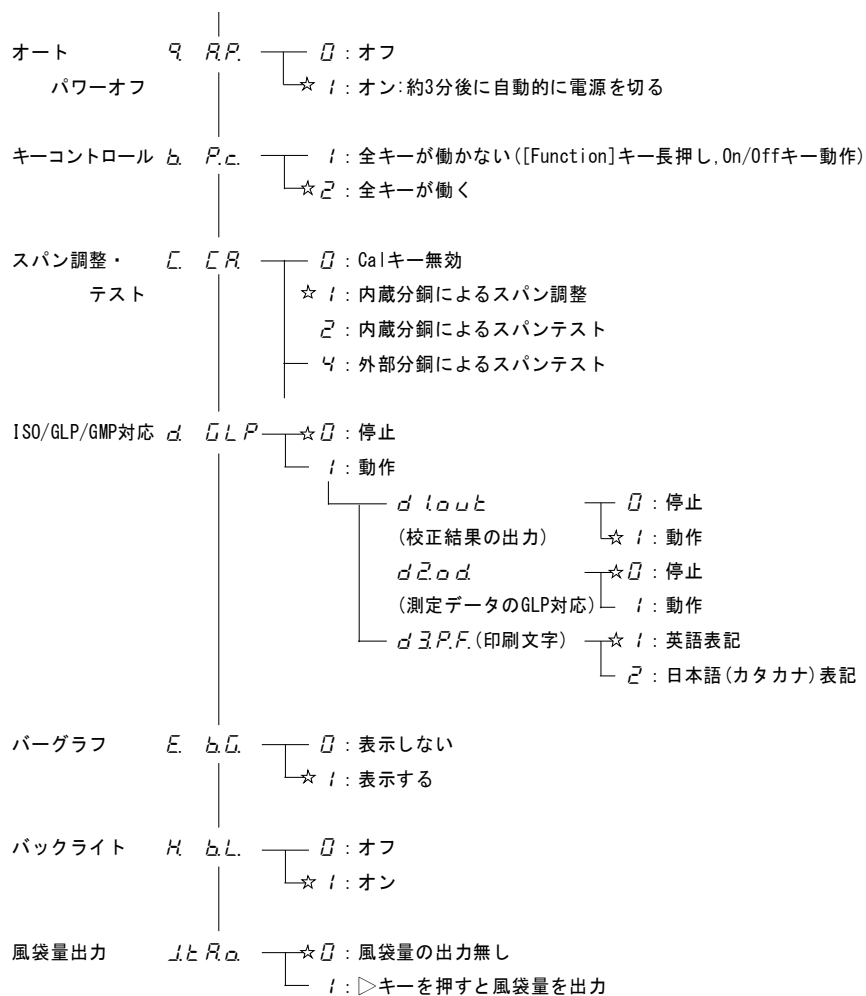 オート 9. A.P. 0：オフ
パワーオフ ☆ 1：オン:約3分後に自動的に電源を切る
キーコントロール b. P.c. 1：全キーが働かない([Function]キー長押し,On/Offキー動作)
☆ 2：全キーが働く
スパン調整・ C. CA 0：Calキー無効
テスト ☆ 1：内蔵分銅によるスパン調整
2：内蔵分銅によるスパンテスト
4：外部分銅によるスパンテスト
ISO/GLP/GMP対応 d. GLP ☆ 0：停止
1：動作
d 1.out 0：停止
(校正結果の出力) ☆ 1：動作
d 2.od. ☆ 0：停止
(測定データのGLP対応) 1：動作
d 3.P.F.(印刷文字) ☆ 1：英語表記
2：日本語(カタカナ)表記
バーグラフ E. b.G. 0：表示しない
☆ 1：表示する
バックライト H. b.L. 0：オフ
☆ 1：オン
風袋量出力 J.tA.o. ☆ 0：風袋量の出力無し
1：▷キーを押すと風袋量を出力